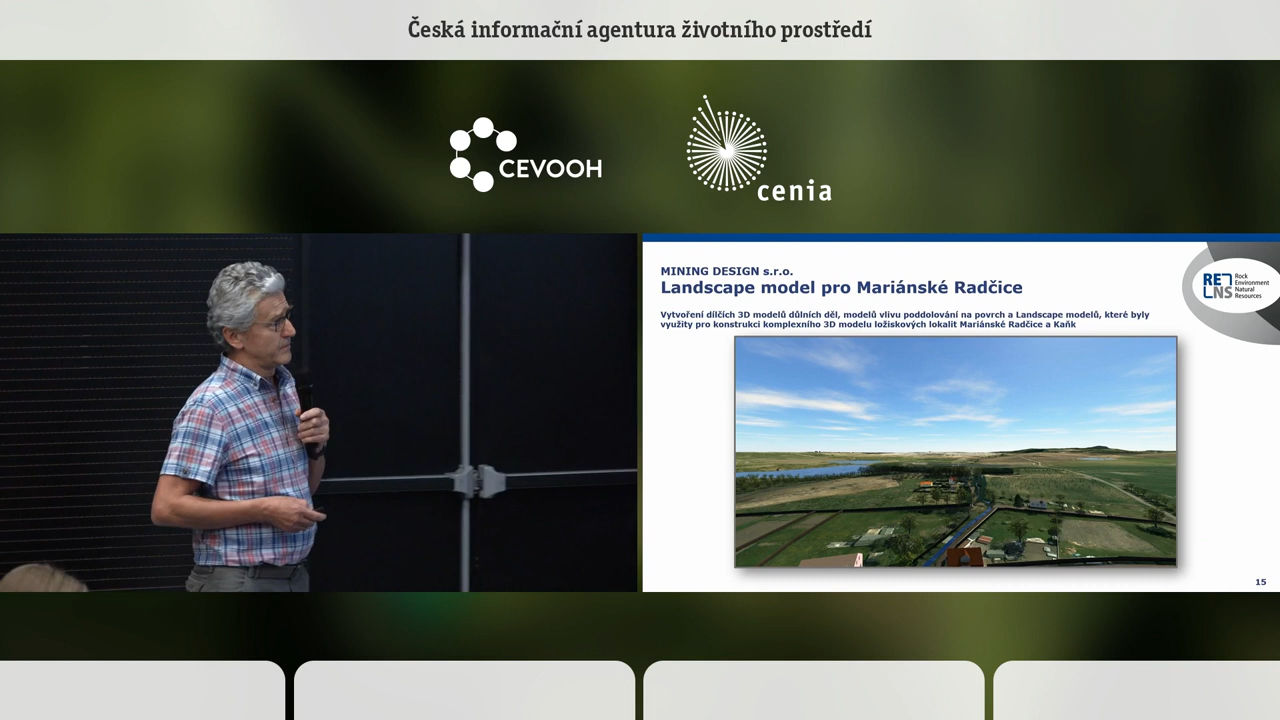 Česká informační agentura životního prostředí
CEVOOH
cenia
MINING DESIGN s.r.o.
Landscape model pro Mariánské Radčice
Vytvoření dílčích 3D modelů důlních děl, modelů vlivu poddolování na povrch a Landscape modelů, které byly
využity pro konstrukci komplexního 3D modelu ložiskových lokalit Mariánské Radčice a Kaňk
RE
LNS
Rock
Environment
Natural
Resources
15